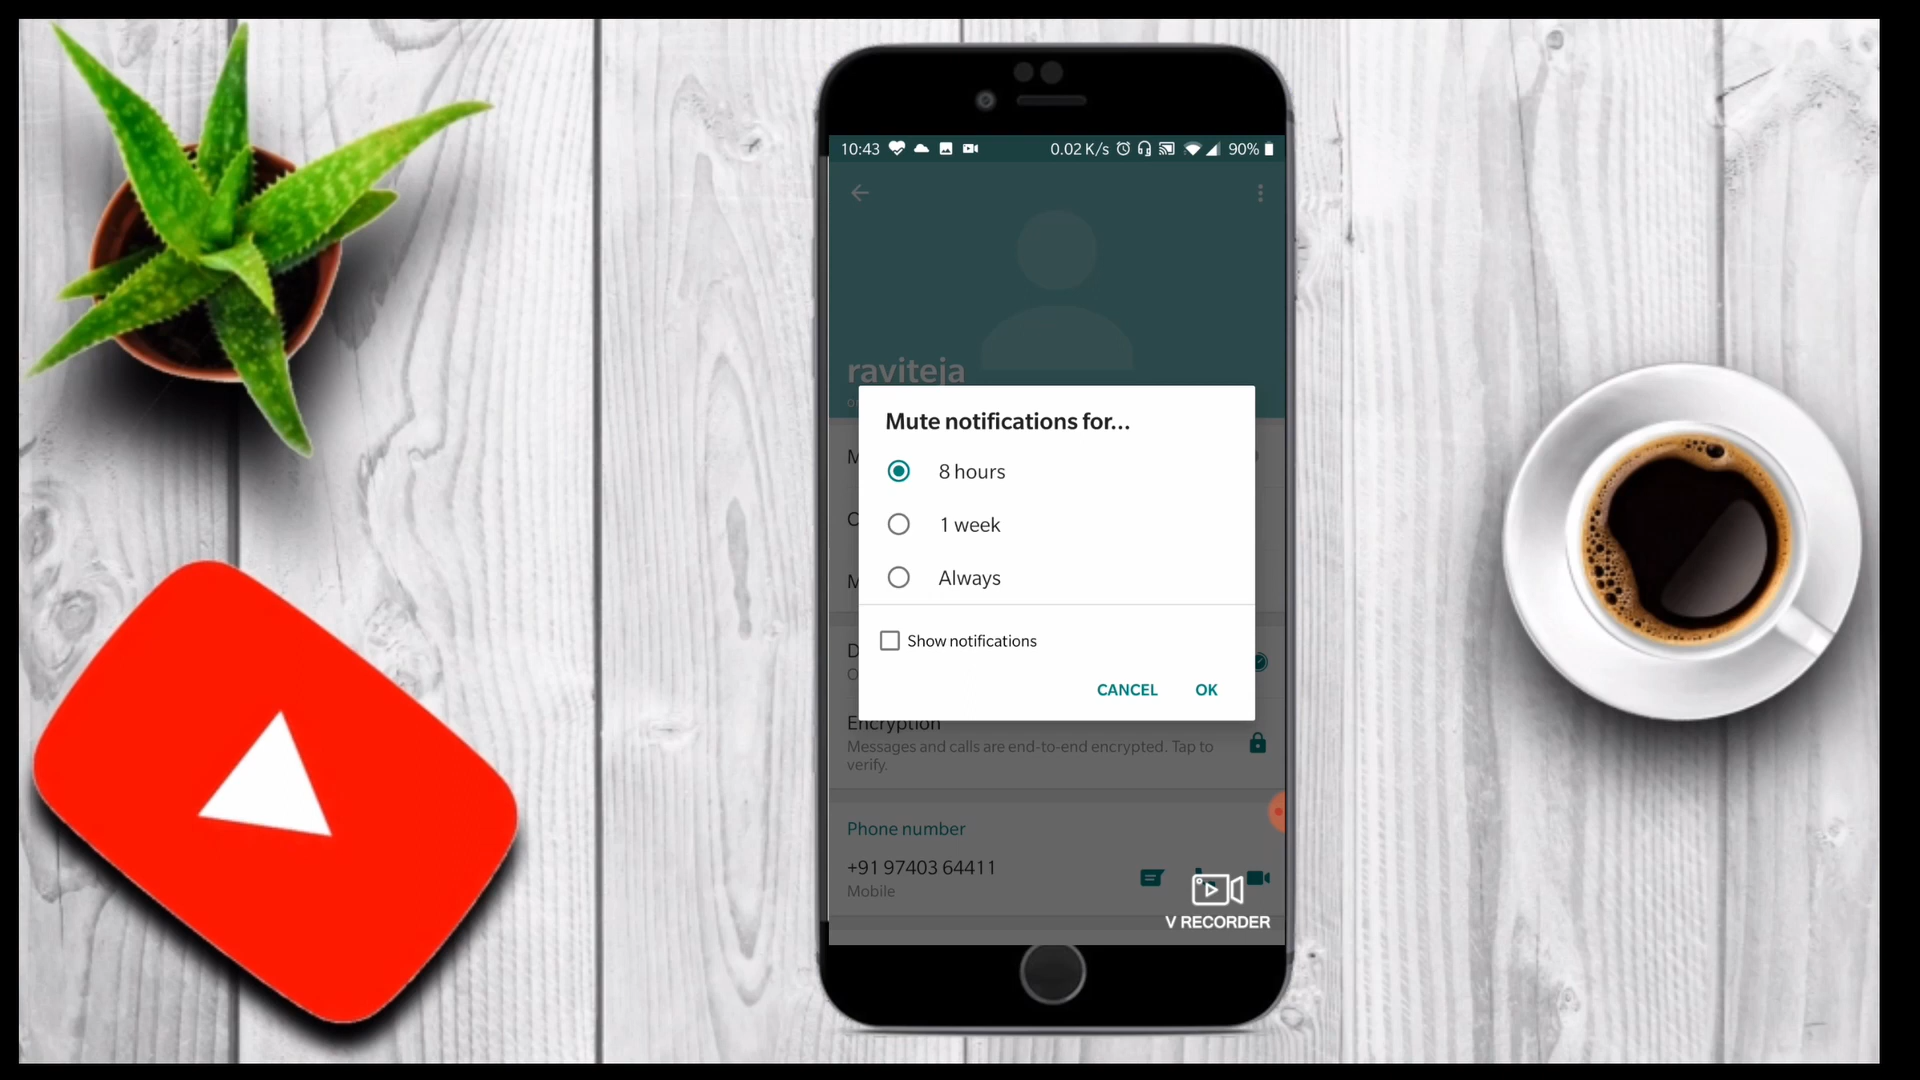 10:43 0.02 K/s 90%
raviteja
Mute notifications for...
8 hours
1 week
Always
Show notifications
CANCEL OK
Encryption
Messages and calls are end-to-end encrypted. Tap to
verify.
Phone number
+91 97403 64411
Mobile
V RECORDER